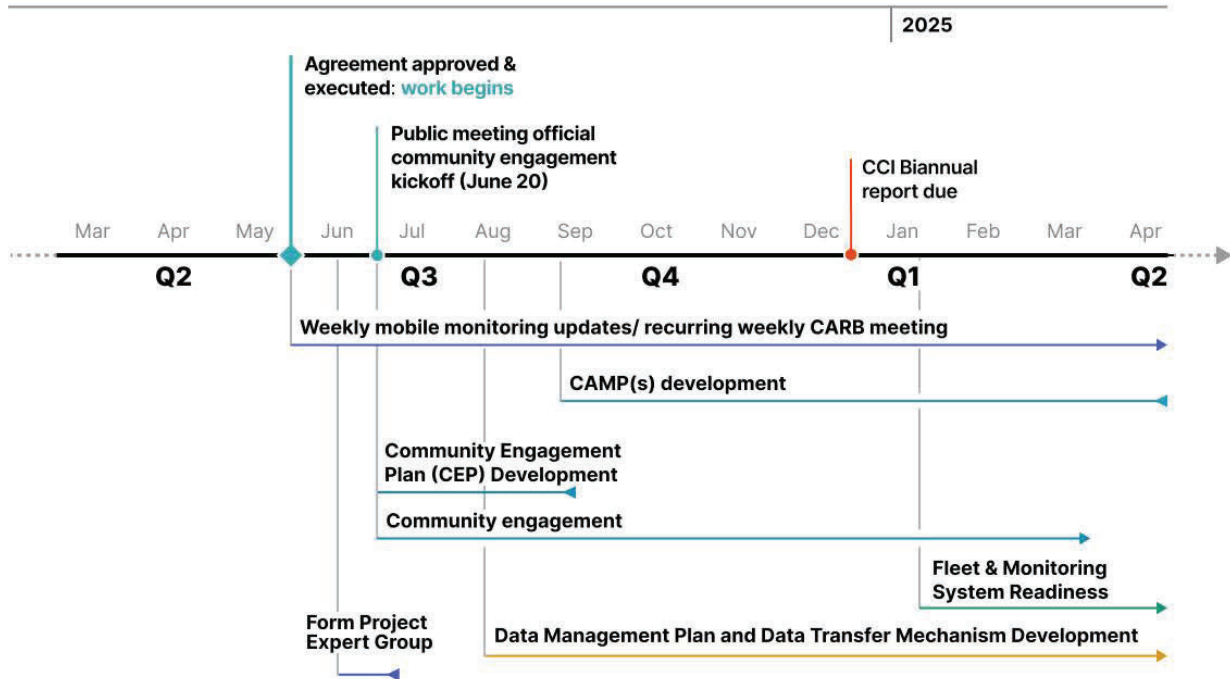 2025
Agreement approved &
executed: work begins
Public meeting official
community engagement
kickoff (June 20)
CCI Biannual
report due
Mar Apr May Jun Jul Aug Sep Oct Nov Dec Jan Feb Mar Apr
Q2 Q3 Q4 Q1 Q2
Weekly mobile monitoring updates/ recurring weekly CARB meeting
CAMP(s) development
Community Engagement
Plan (CEP) Development
Community engagement
Fleet & Monitoring
System Readiness
Form Project
Expert Group
Data Management Plan and Data Transfer Mechanism Development